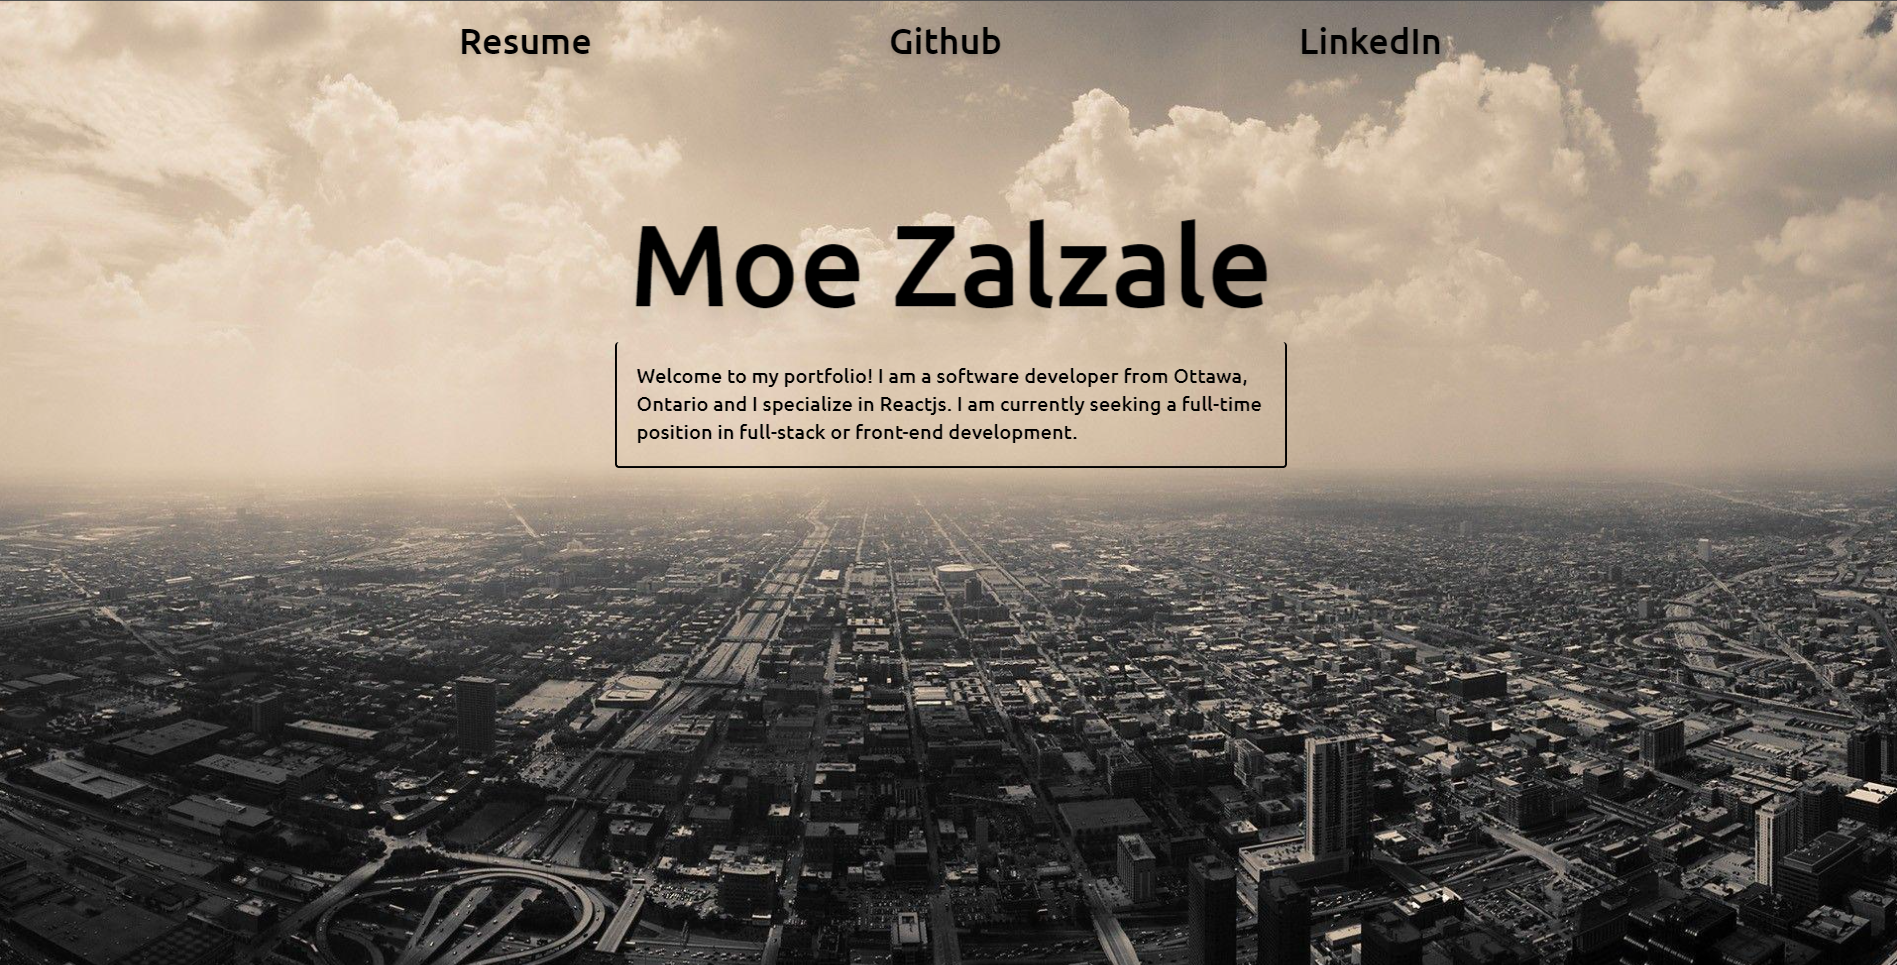 Resume Github LinkedIn
Moe Zalzale
Welcome to my portfolio! I am a software developer from Ottawa,
Ontario and I specialize in Reactjs. I am currently seeking a full-time
position in full-stack or front-end development.